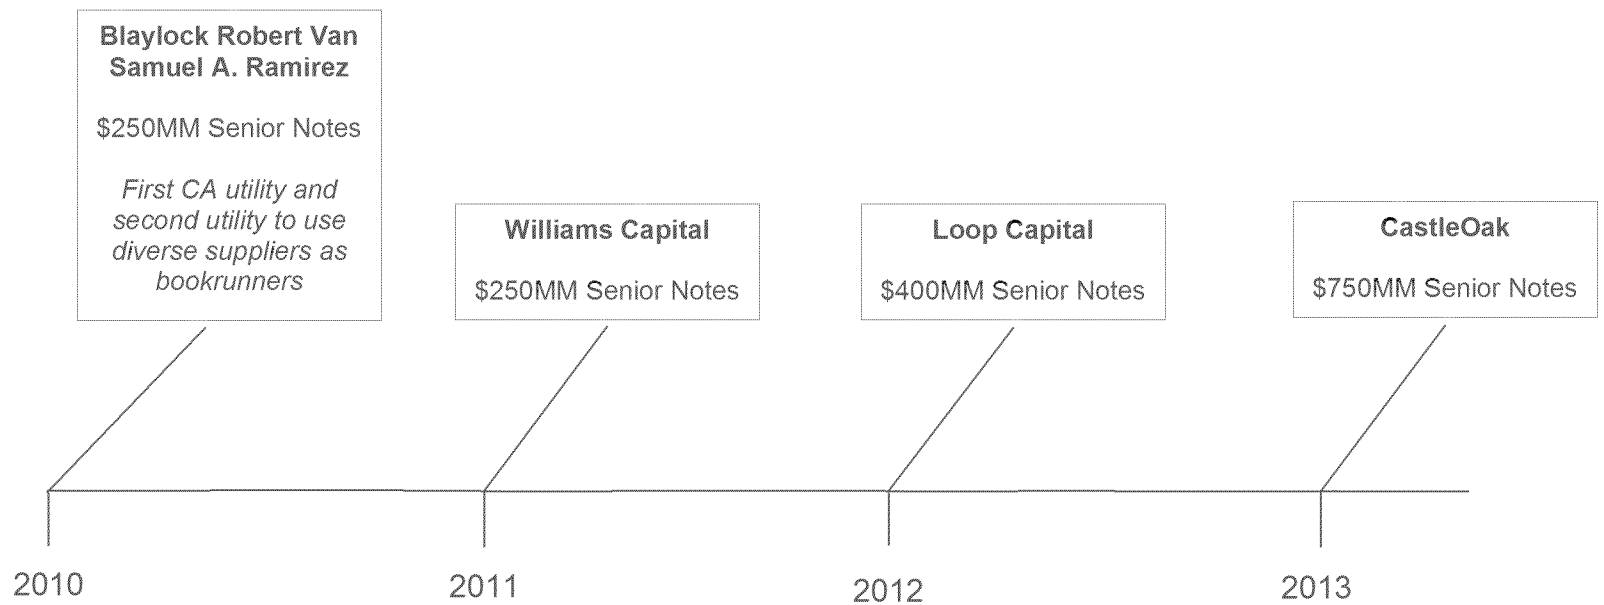 Blaylock Robert Van
Samuel A. Ramirez
$250MM Senior Notes
First CA utility and
second utility to use
diverse suppliers as
bookrunners
Williams Capital
$250MM Senior Notes
Loop Capital
$400MM Senior Notes
CastleOak
$750MM Senior Notes
2010
2011
2012
2013